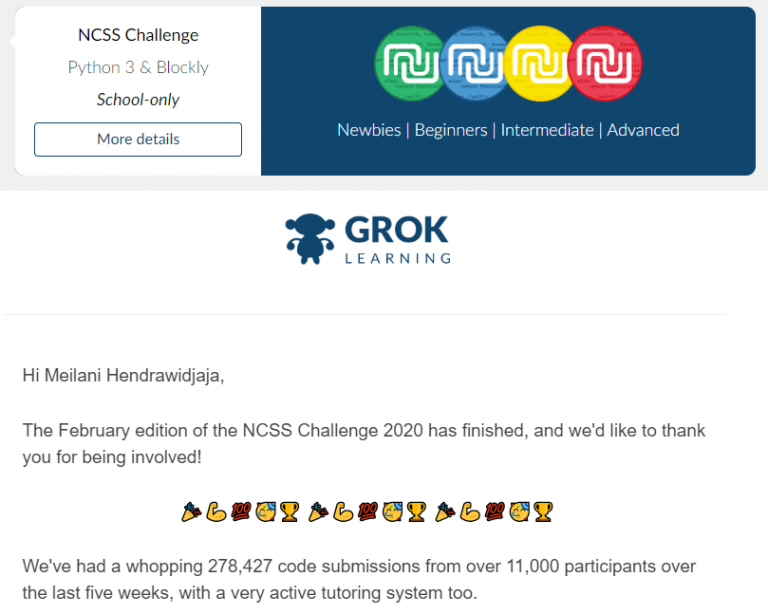 NCSS Challenge
Python 3 & Blockly
School-only
More details
Newbies | Beginners | Intermediate | Advanced
GROK
LEARNING
Hi Meilani Hendrawidjaja,
The February edition of the NCSS Challenge 2020 has finished, and we'd like to thank
you for being involved!
🎉💪💯🥳🏆 🎉💪💯🥳🏆 🎉💪💯🥳🏆
We've had a whopping 278,427 code submissions from over 11,000 participants over
the last five weeks, with a very active tutoring system too.